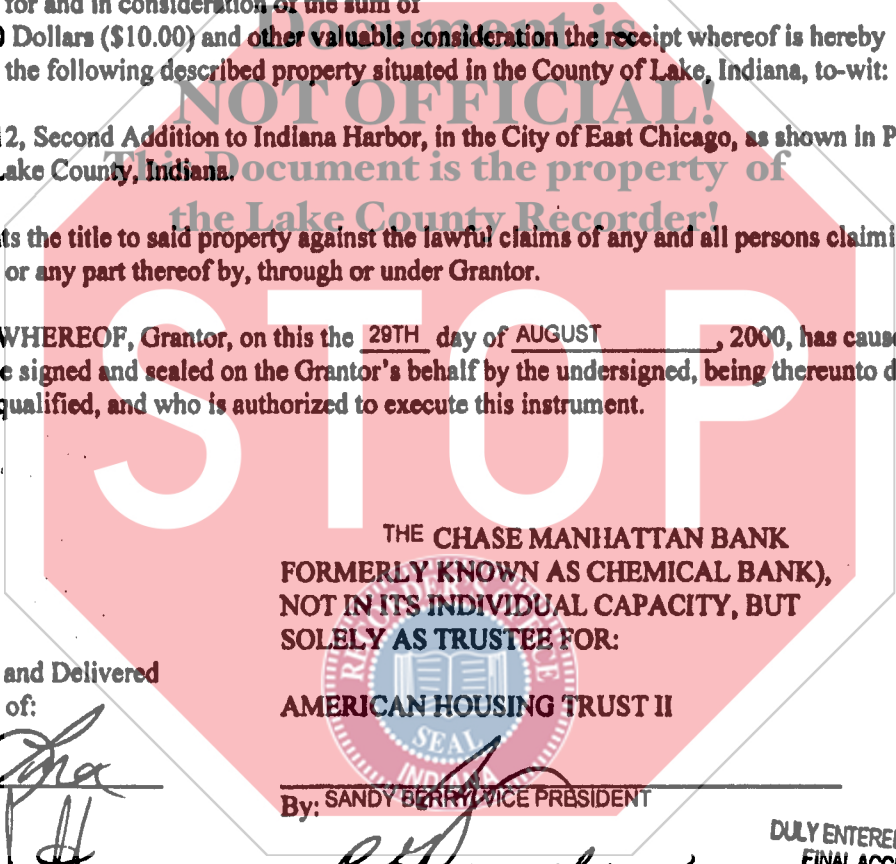 for and in consideration of the sum of
Document is
Dollars ($10.00) and other valuable consideration the receipt whereof is hereby
the following described property situated in the County of Lake, Indiana, to-wit:
NOT OFFICIAL!
2, Second Addition to Indiana Harbor, in the City of East Chicago, as shown in P
Lake County, Indiana.
This Document is the property of
the Lake County Recorder!
ts the title to said property against the lawful claims of any and all persons claimi
or any part thereof by, through or under Grantor.
STOP
WHEREOF, Grantor, on this the 29TH day of AUGUST, 2000, has cause
e signed and sealed on the Grantor's behalf by the undersigned, being thereunto d
qualified, and who is authorized to execute this instrument.
THE CHASE MANHATTAN BANK
FORMERLY KNOWN AS CHEMICAL BANK),
NOT IN ITS INDIVIDUAL CAPACITY, BUT
SOLELY AS TRUSTEE FOR:
RECORDER'S OFFICE
SEAL
INDIANA
and Delivered
of:
AMERICAN HOUSING TRUST II
By: SANDY BERRY, VICE PRESIDENT
DULY ENTERED
FINAL ACC